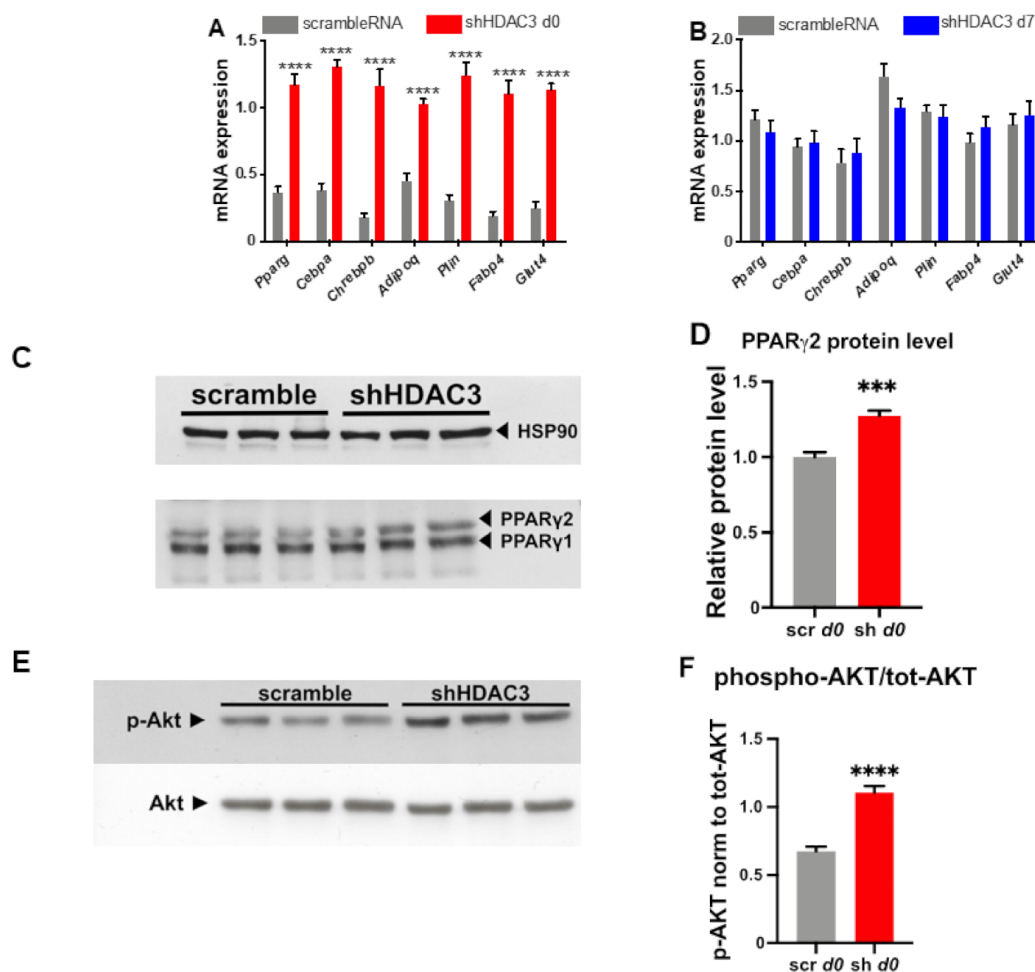 A
scrambleRNA
shHDAC3 d0
mRNA expression
1.5
1.0
0.5
0
****
****
****
****
****
****
****
Pparg
Cebpa
Chrebpb
Adipoq
Plin
Fabp4
Glut4
B
scrambleRNA
shHDAC3 d7
mRNA expression
2.0
1.5
1.0
0.5
0
Pparg
Cebpa
Chrebpb
Adipoq
Plin
Fabp4
Glut4
C
scramble
shHDAC3
HSP90
PPARγ2
PPARγ1
D
PPARγ2 protein level
Relative protein level
1.5
1.0
0.5
0
***
scr d0
sh d0
E
scramble
shHDAC3
p-Akt
Akt
F
phospho-AKT/tot-AKT
p-AKT norm to tot-AKT
1.5
1.0
0.5
0
****
scr d0
sh d0